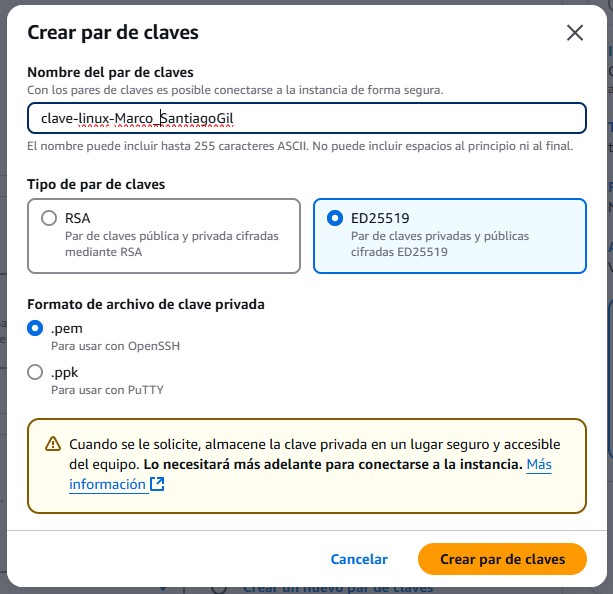 Crear par de claves
Nombre del par de claves
Con los pares de claves es posible conectarse a la instancia de forma segura.
clave-linux-Marco_SantiagoGil
El nombre puede incluir hasta 255 caracteres ASCII. No puede incluir espacios al principio ni al final.
Tipo de par de claves
RSA
Par de claves pública y privada cifradas
mediante RSA
ED25519
Par de claves privadas y públicas
cifradas ED25519
Formato de archivo de clave privada
.pem
Para usar con OpenSSH
.ppk
Para usar con PuTTY
Cuando se le solicite, almacene la clave privada en un lugar seguro y accesible
del equipo. Lo necesitará más adelante para conectarse a la instancia. Más
información
Cancelar
Crear par de claves
Crear un nuevo par de claves